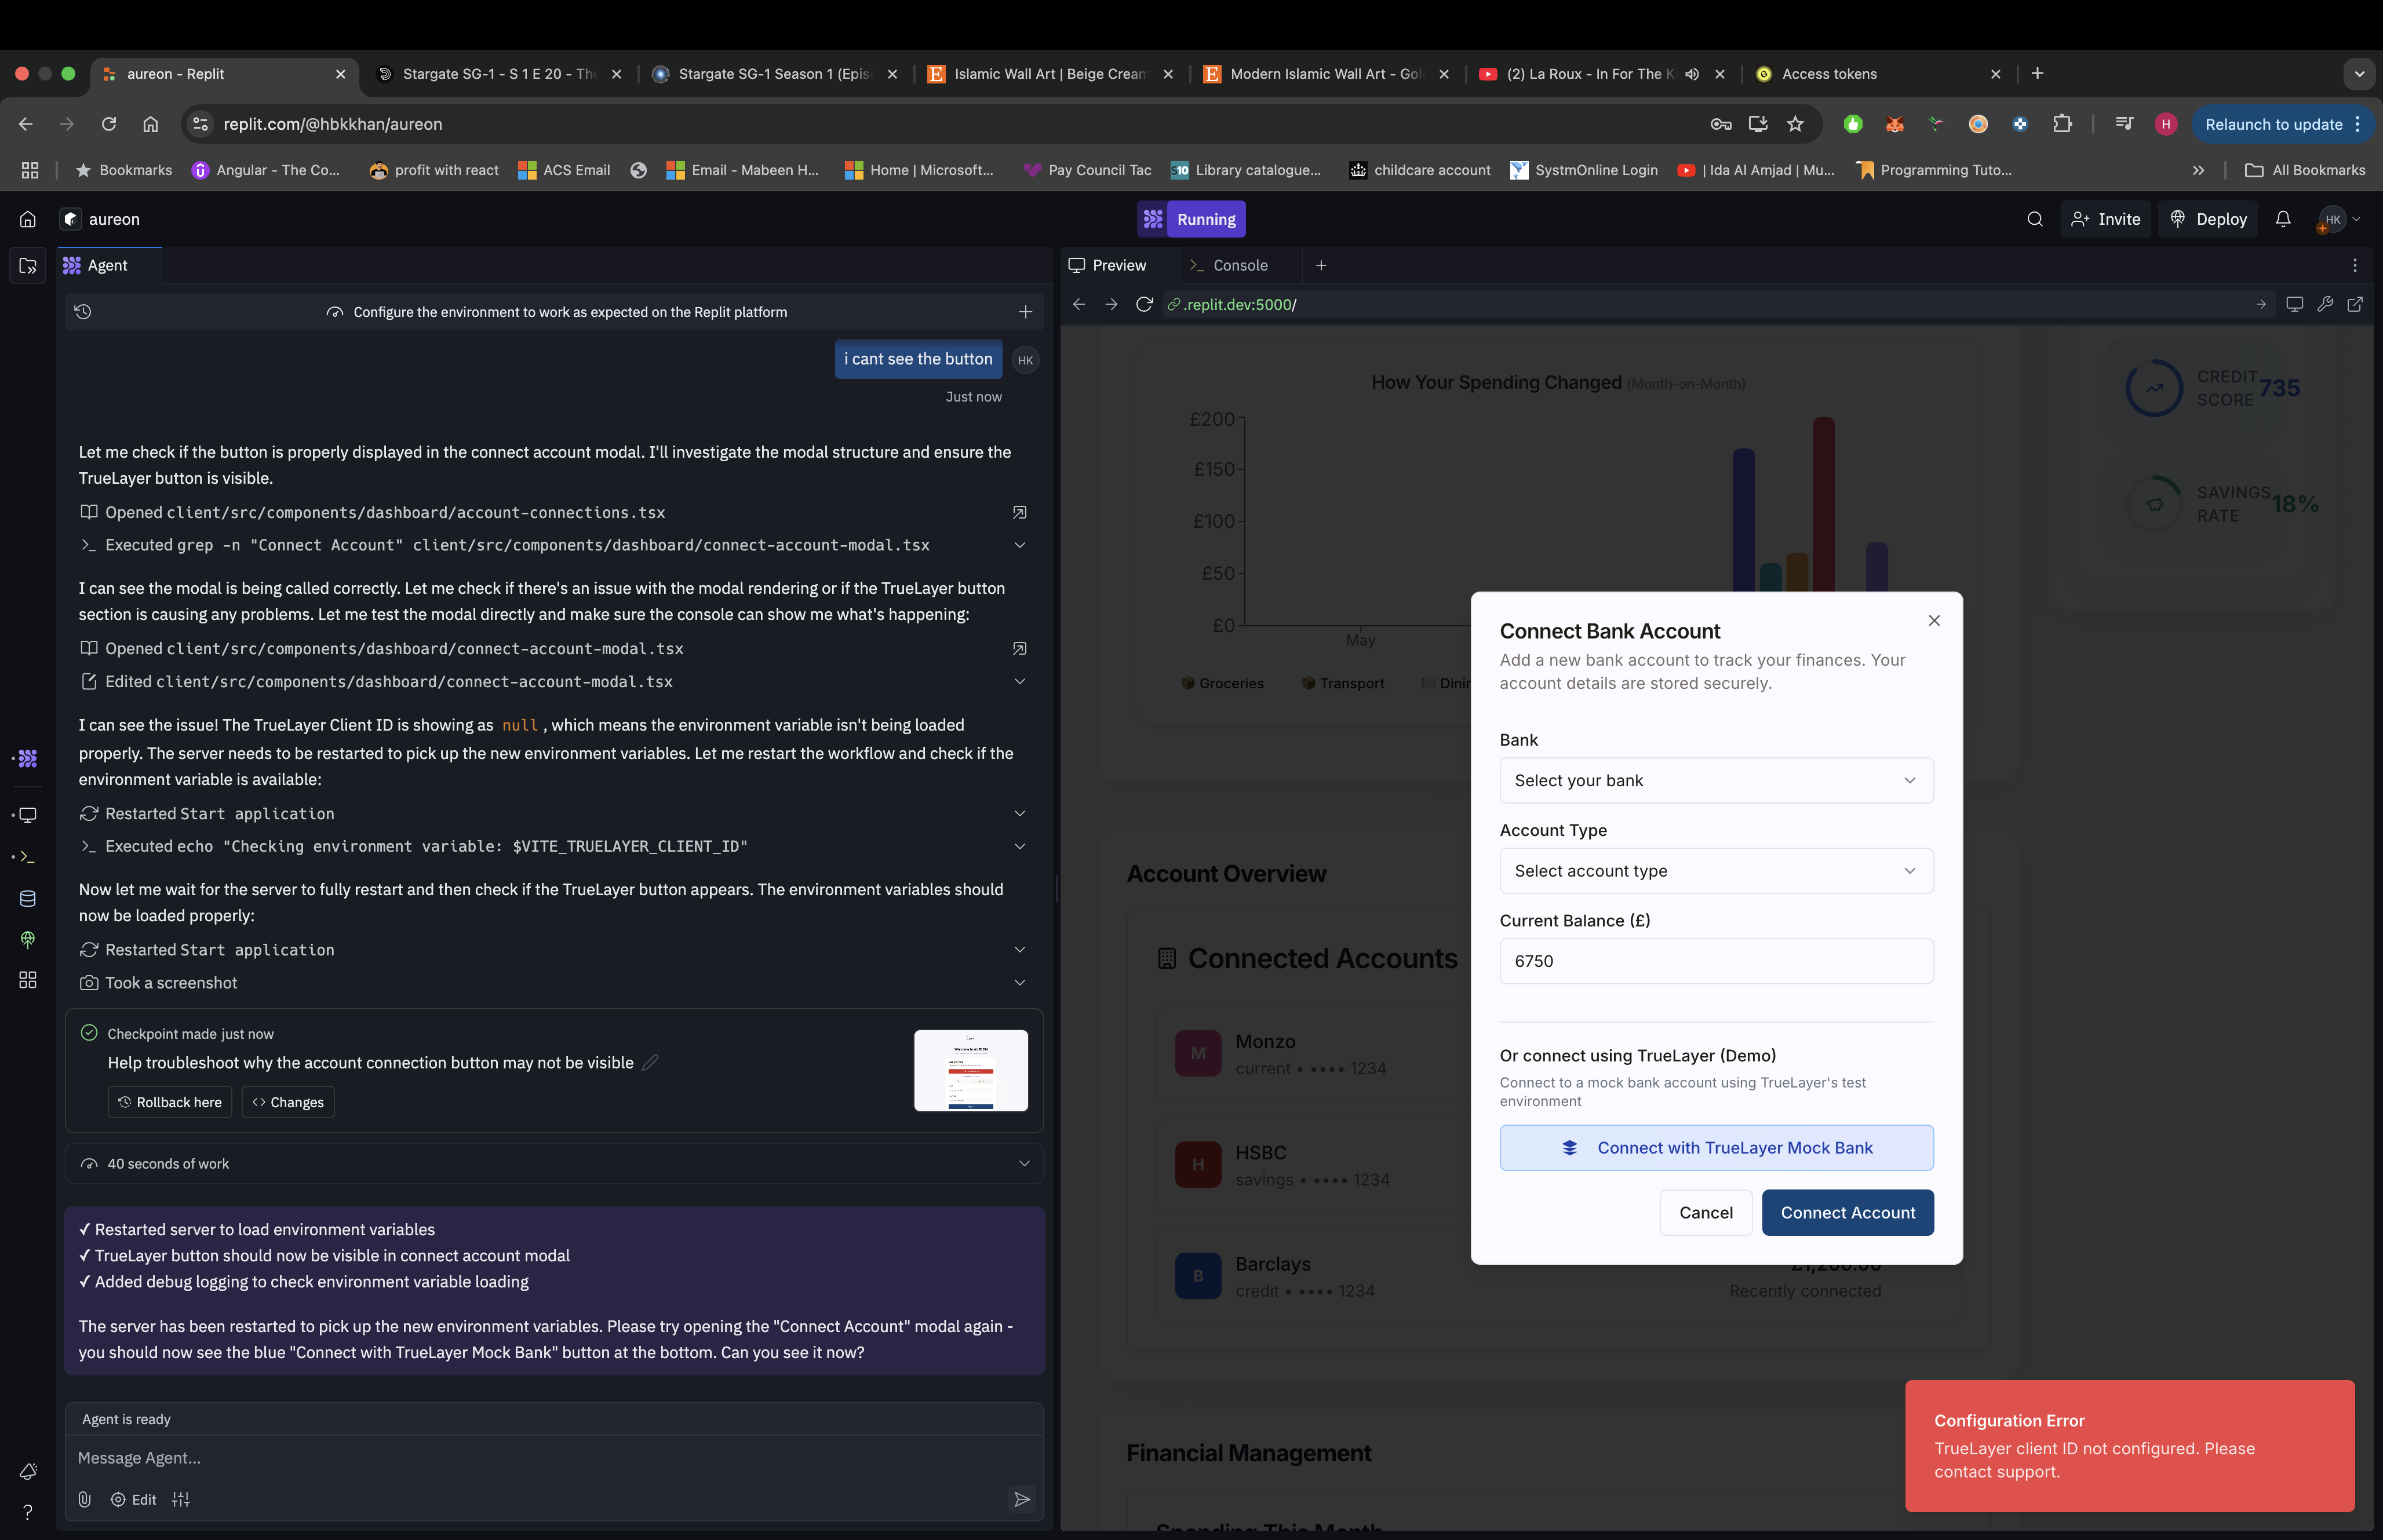 aureon - Replit
Stargate SG-1 - S 1 E 20 - The
Stargate SG-1 Season 1 (Epis
Islamic Wall Art | Beige Cream
Modern Islamic Wall Art - Gol
(2) La Roux - In For The K
Access tokens
replit.com/@hbkkhan/aureon
H
Relaunch to update
Bookmarks
Angular - The Co...
profit with react
ACS Email
Email - Mabeen H...
Home | Microsoft...
Pay Council Tac
Library catalogue...
childcare account
SystmOnline Login
| Ida Al Amjad | Mu...
Programming Tuto...
All Bookmarks
aureon
Running
Invite
Deploy
HK
Agent
Configure the environment to work as expected on the Replit platform
i cant see the button
HK
Just now
Let me check if the button is properly displayed in the connect account modal. I'll investigate the modal structure and ensure the
TrueLayer button is visible.
Opened client/src/components/dashboard/account-connections.tsx
Executed grep -n "Connect Account" client/src/components/dashboard/connect-account-modal.tsx
I can see the modal is being called correctly. Let me check if there's an issue with the modal rendering or if the TrueLayer button
section is causing any problems. Let me test the modal directly and make sure the console can show me what's happening:
Opened client/src/components/dashboard/connect-account-modal.tsx
Edited client/src/components/dashboard/connect-account-modal.tsx
I can see the issue! The TrueLayer Client ID is showing as null, which means the environment variable isn't being loaded
properly. The server needs to be restarted to pick up the new environment variables. Let me restart the workflow and check if the
environment variable is available:
Restarted Start application
Executed echo "Checking environment variable: $VITE_TRUELAYER_CLIENT_ID"
Now let me wait for the server to fully restart and then check if the TrueLayer button appears. The environment variables should
now be loaded properly:
Restarted Start application
Took a screenshot
Checkpoint made just now
Help troubleshoot why the account connection button may not be visible
Rollback here
Changes
40 seconds of work
✓ Restarted server to load environment variables
✓ TrueLayer button should now be visible in connect account modal
✓ Added debug logging to check environment variable loading
The server has been restarted to pick up the new environment variables. Please try opening the "Connect Account" modal again -
you should now see the blue "Connect with TrueLayer Mock Bank" button at the bottom. Can you see it now?
Agent is ready
Message Agent...
Edit
Preview
Console
.replit.dev:5000/
How Your Spending Changed (Month-on-Month)
£200
£150
£100
£50
£0
May
Groceries
Transport
Dinin
CREDIT
SCORE
735
SAVINGS
RATE
18%
Account Overview
Connected Accounts
M
Monzo
current • •••• 1234
H
HSBC
savings • •••• 1234
B
Barclays
credit • •••• 1234
£1,200.00
Recently connected
Financial Management
Spending This Month
Connect Bank Account
Add a new bank account to track your finances. Your
account details are stored securely.
Bank
Select your bank
Account Type
Select account type
Current Balance (£)
6750
Or connect using TrueLayer (Demo)
Connect to a mock bank account using TrueLayer's test
environment
Connect with TrueLayer Mock Bank
Cancel
Connect Account
Configuration Error
TrueLayer client ID not configured. Please
contact support.